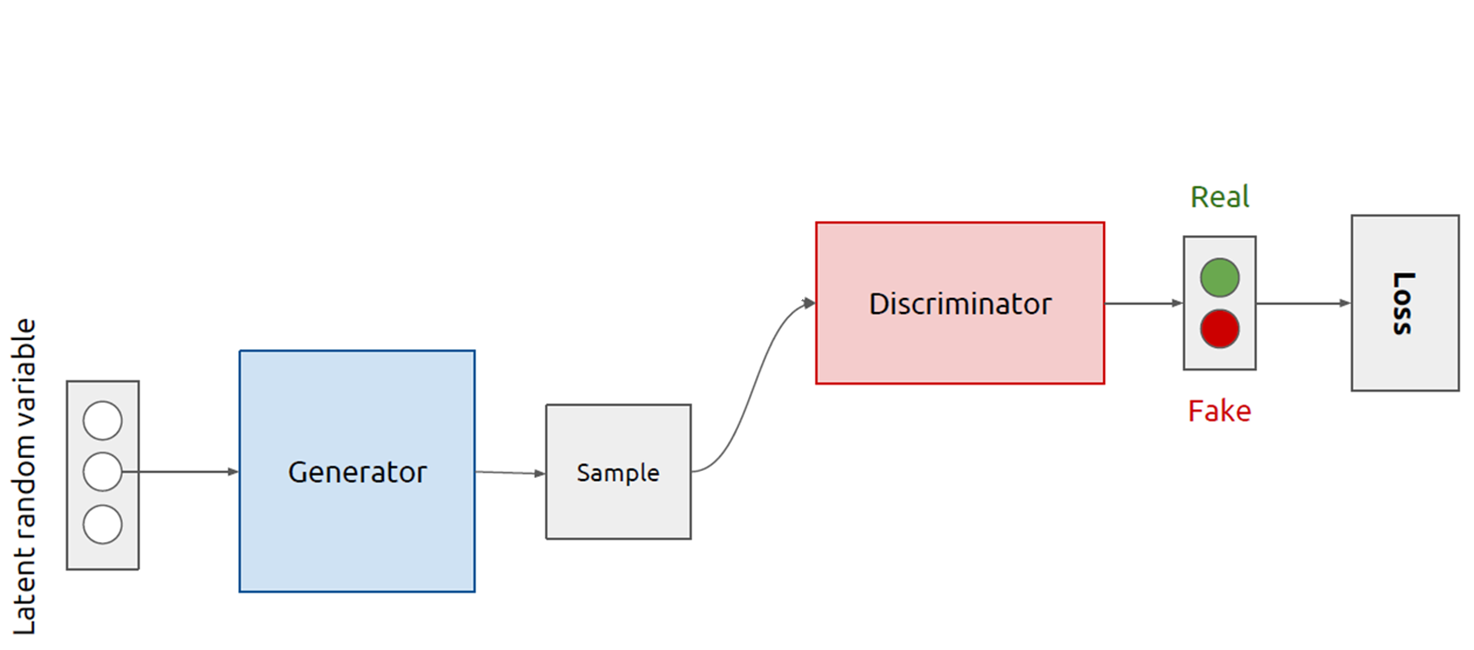 Latent random variable
Generator
Sample
Discriminator
Real
Fake
Loss